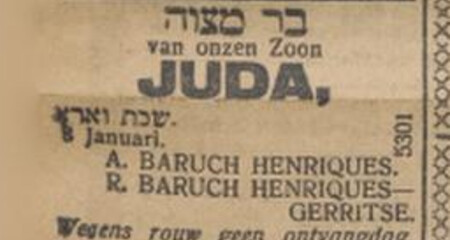 בר מצוה
van onzen Zoon
JUDA,
שבת וארא.
8 Januari.
A. BARUCH HENRIQUES.
R. BARUCH HENRIQUES—
GERRITSE.
5301
Wegens rouw geen ontvangdag